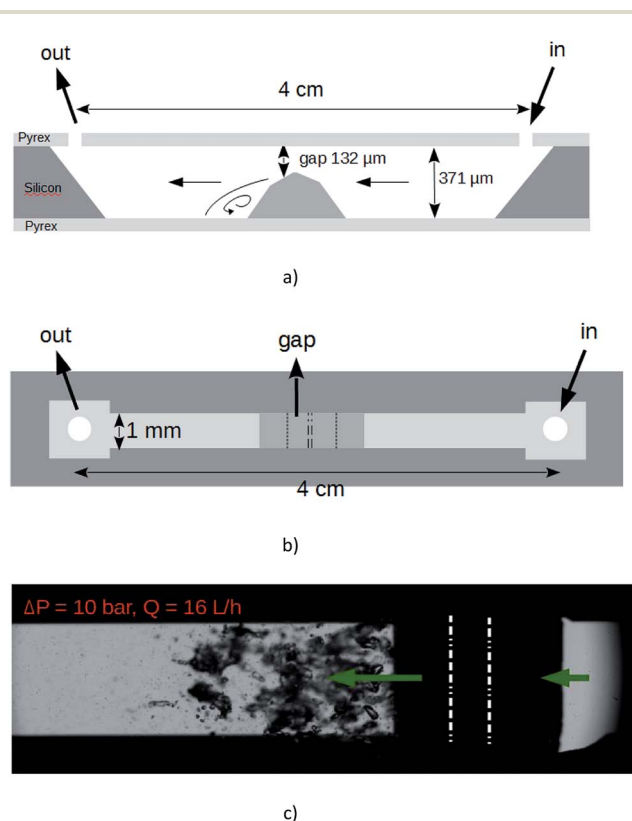 out
in
4 cm
Pyrex
gap 132 µm
371 µm
Silicon
Pyrex
a)
out
gap
in
1 mm
4 cm
b)
ΔP = 10 bar, Q = 16 L/h
c)